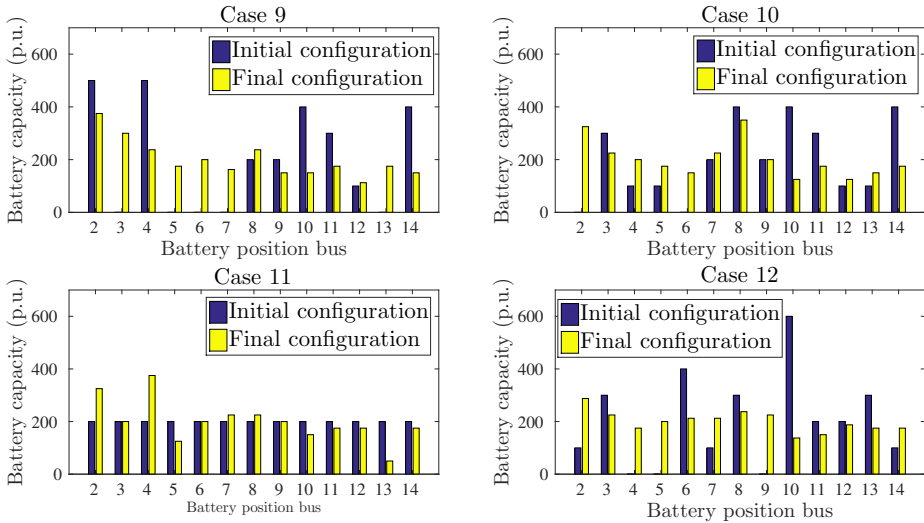 Case 9
Battery capacity (p.u.)
600
400
200
0
Initial configuration
Final configuration
2 3 4 5 6 7 8 9 10 11 12 13 14
Battery position bus
Case 10
Battery capacity (p.u.)
600
400
200
0
Initial configuration
Final configuration
2 3 4 5 6 7 8 9 10 11 12 13 14
Battery position bus
Case 11
Battery capacity (p.u.)
600
400
200
0
Initial configuration
Final configuration
2 3 4 5 6 7 8 9 10 11 12 13 14
Battery position bus
Case 12
Battery capacity (p.u.)
600
400
200
0
Initial configuration
Final configuration
2 3 4 5 6 7 8 9 10 11 12 13 14
Battery position bus